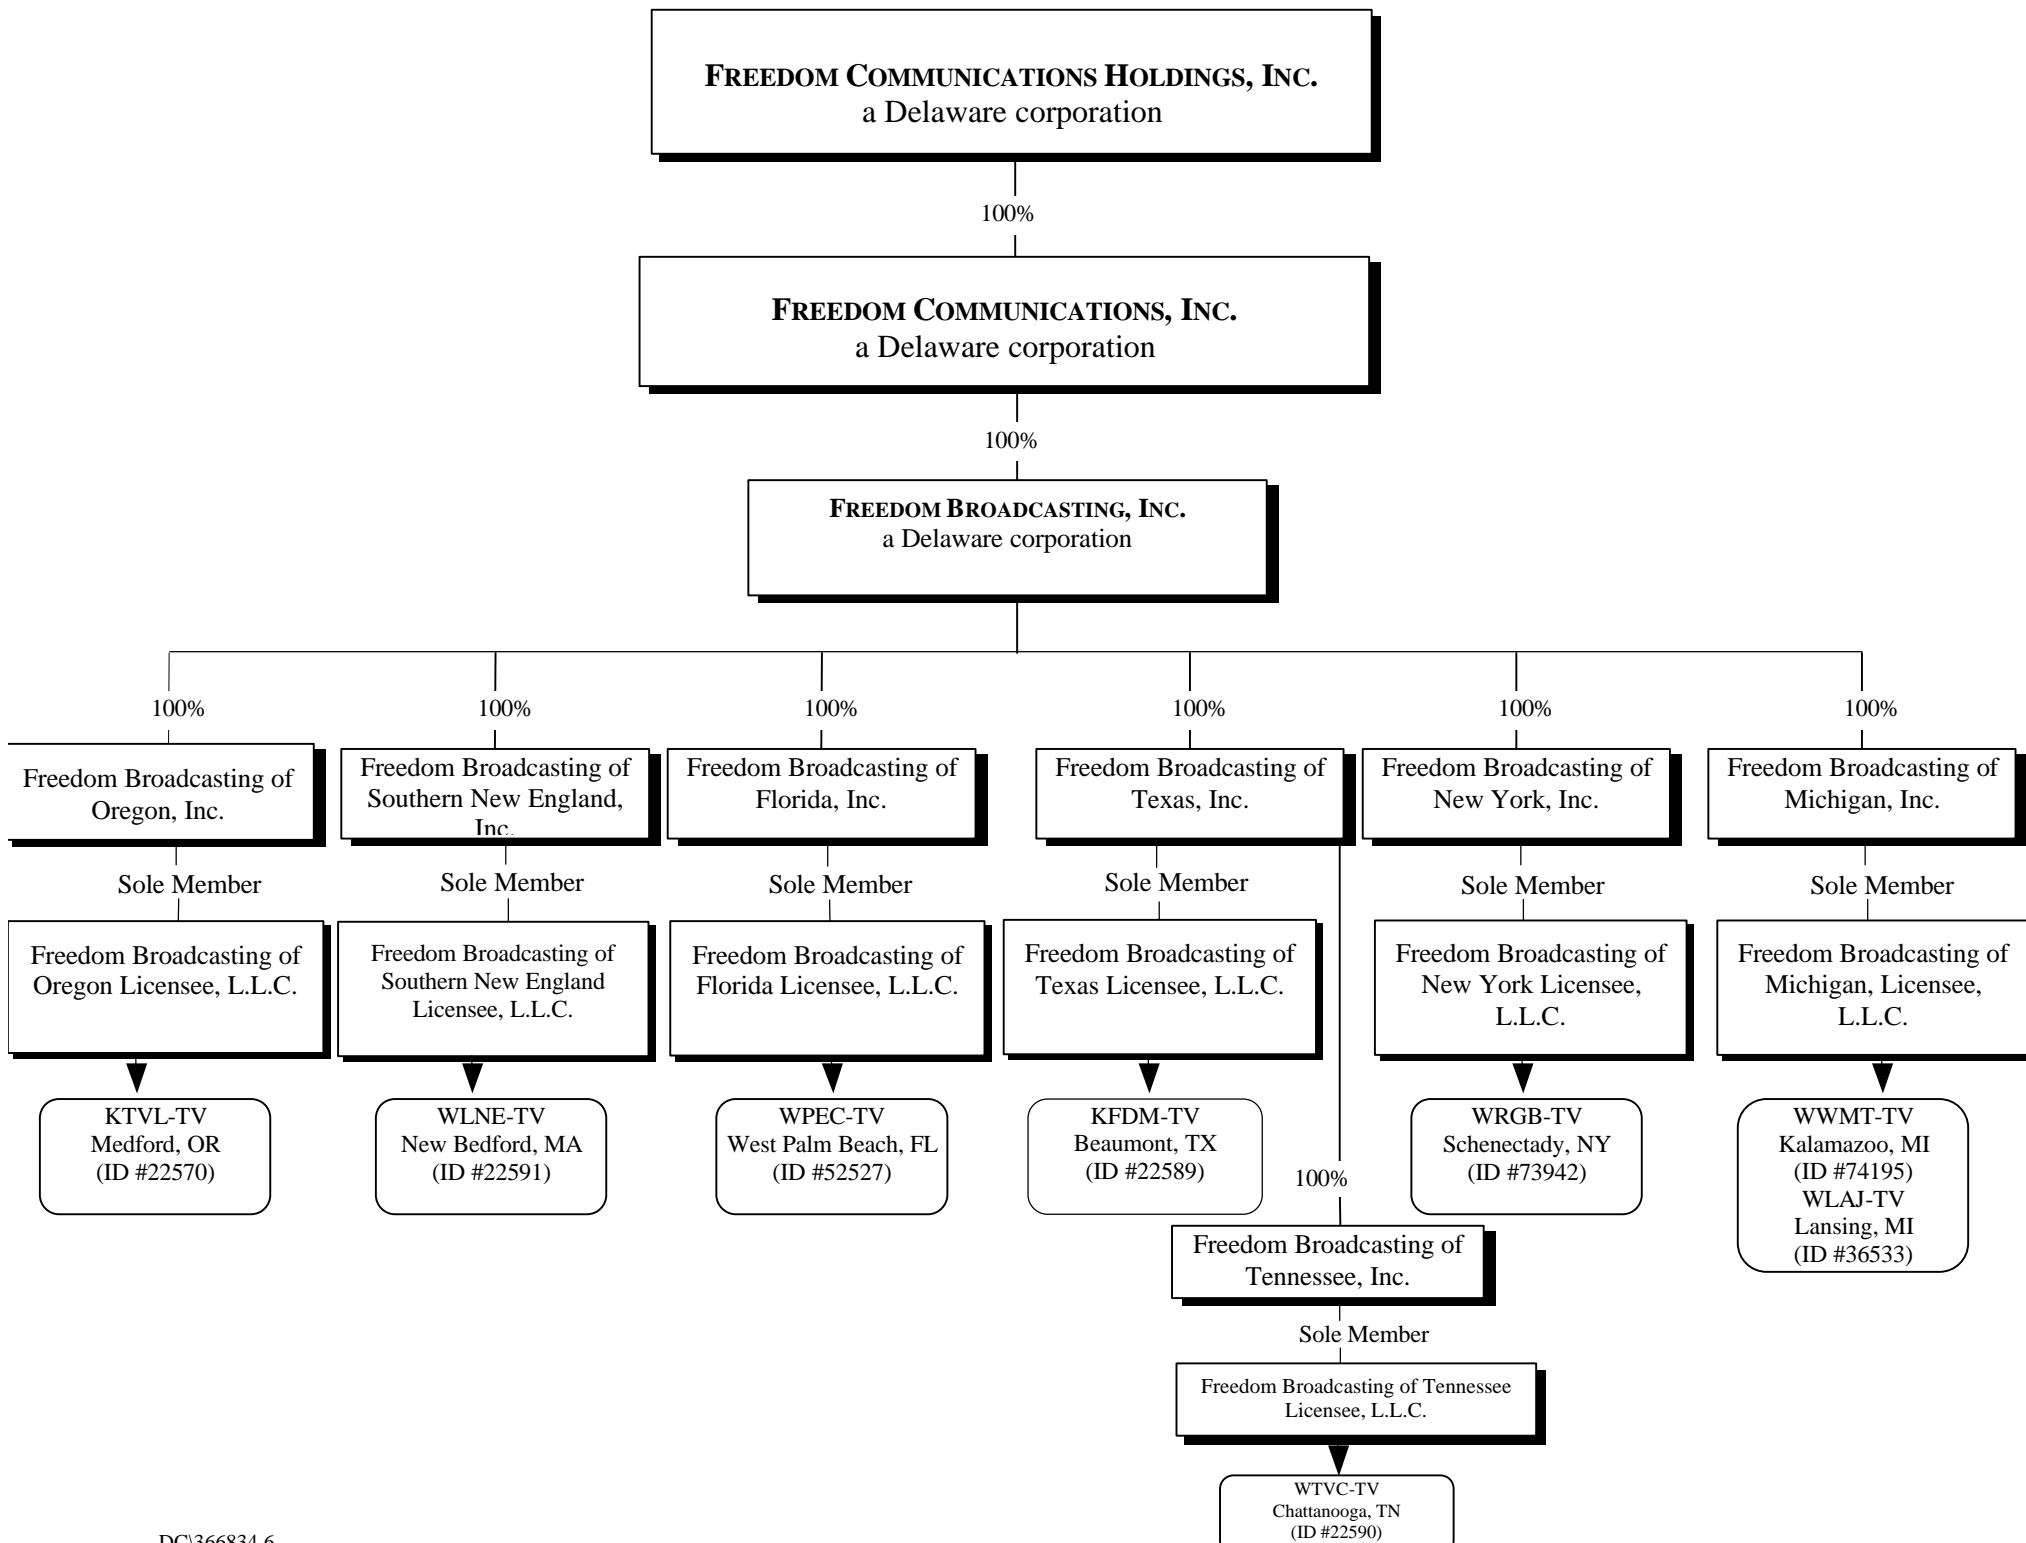 FREEDOM COMMUNICATIONS HOLDINGS, INC.
a Delaware corporation
100%
FREEDOM COMMUNICATIONS, INC.
a Delaware corporation
100%
FREEDOM BROADCASTING, INC.
a Delaware corporation
100%
100%
100%
100%
100%
100%
Freedom Broadcasting of
Oregon, Inc.
Freedom Broadcasting of
Southern New England,
Inc.
Freedom Broadcasting of
Florida, Inc.
Freedom Broadcasting of
Texas, Inc.
Freedom Broadcasting of
New York, Inc.
Freedom Broadcasting of
Michigan, Inc.
Sole Member
Sole Member
Sole Member
Sole Member
Sole Member
Sole Member
Freedom Broadcasting of
Oregon Licensee, L.L.C.
Freedom Broadcasting of
Southern New England
Licensee, L.L.C.
Freedom Broadcasting of
Florida Licensee, L.L.C.
Freedom Broadcasting of
Texas Licensee, L.L.C.
Freedom Broadcasting of
New York Licensee,
L.L.C.
Freedom Broadcasting of
Michigan, Licensee,
L.L.C.
KTVL-TV
Medford, OR
(ID #22570)
WLNE-TV
New Bedford, MA
(ID #22591)
WPEC-TV
West Palm Beach, FL
(ID #52527)
KFDM-TV
Beaumont, TX
(ID #22589)
WRGB-TV
Schenectady, NY
(ID #73942)
WWMT-TV
Kalamazoo, MI
(ID #74195)
WLAJ-TV
Lansing, MI
(ID #36533)
100%
Freedom Broadcasting of
Tennessee, Inc.
Sole Member
Freedom Broadcasting of Tennessee
Licensee, L.L.C.
WTVC-TV
Chattanooga, TN
(ID #22590)
DC\366834.6